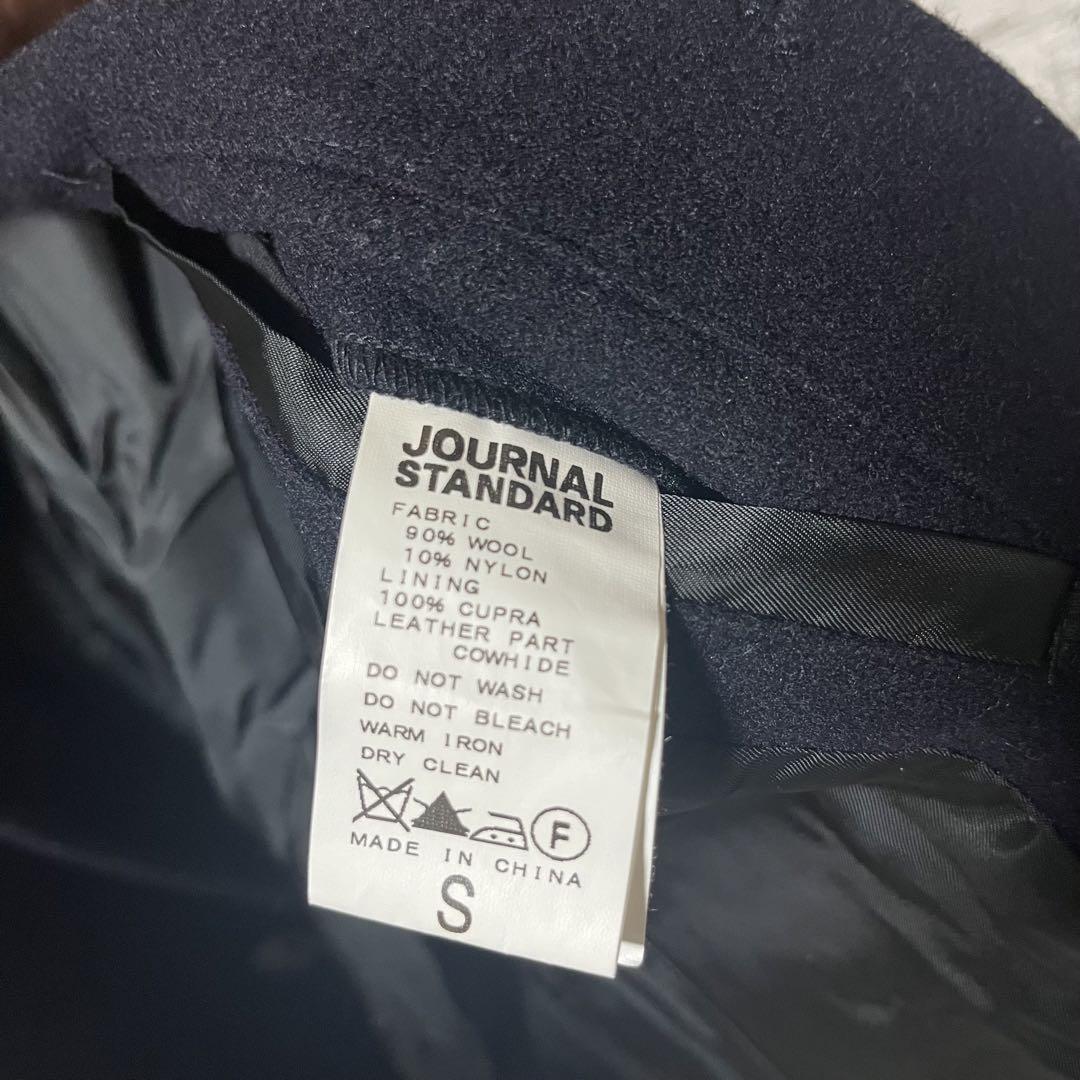 JOURNAL
STANDARD
FABRIC
90% WOOL
10% NYLON
LINING
100% CUPRA
LEATHER PART
COWHIDE
DO NOT WASH
DO NOT BLEACH
WARM IRON
DRY CLEAN
F
MADE IN CHINA
S